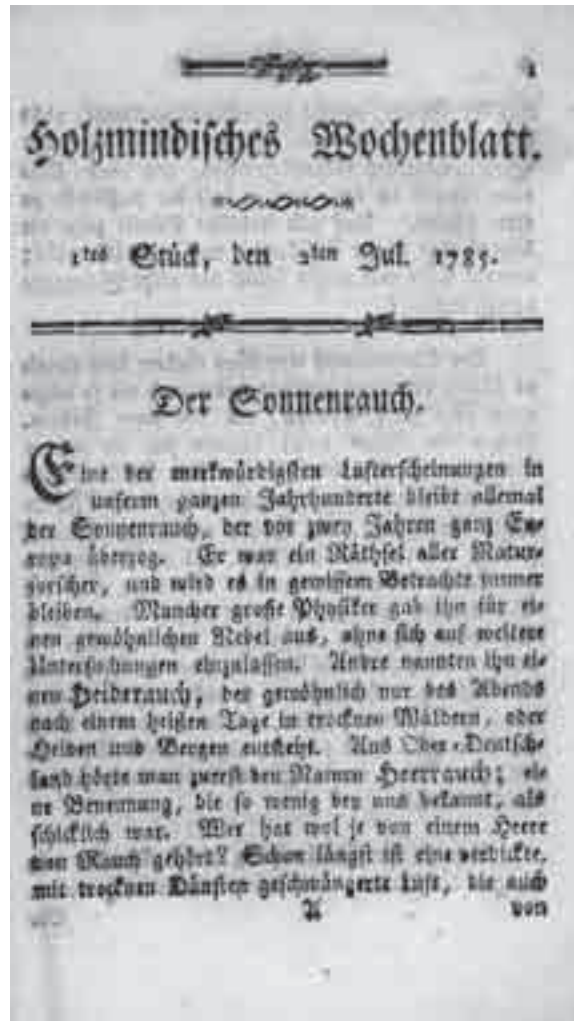 1
Holzmindisches Wochenblatt.
1tes Stück, den 2ten Jul. 1785.
Der Sonnenrauch.
Eine der merkwürdigsten Lufterscheinungen in
unserm ganzen Jahrhunderte bleibt allemal
der Sonnenrauch, der vor zwey Jahren ganz Eu-
ropa überzog. Er war ein Räthsel aller Natur-
forscher, und wird es in gewissem Betrachte immer
bleiben. Mancher große Physiker gab ihn für ei-
nen gewöhnlichen Nebel aus, ohne sich auf weitere
Untersuchungen einzulassen. Andre nannten ihn ei-
nen Heiderauch, der gewöhnlich nur des Abends
nach einem heißen Tage in trocknen Wäldern, oder
Heiden und Bergen entsteht. Aus Ober-Deutsch-
land hörte man zuerst den Namen Heerrauch; ei-
ne Benennung, die so wenig bey uns bekannt, als
schicklich war. Wer hat wol je von einem Heere
von Rauch gehört? Schon längst ist eine verdickte,
mit trocknen Dünsten geschwängerte Luft, die auch
A von